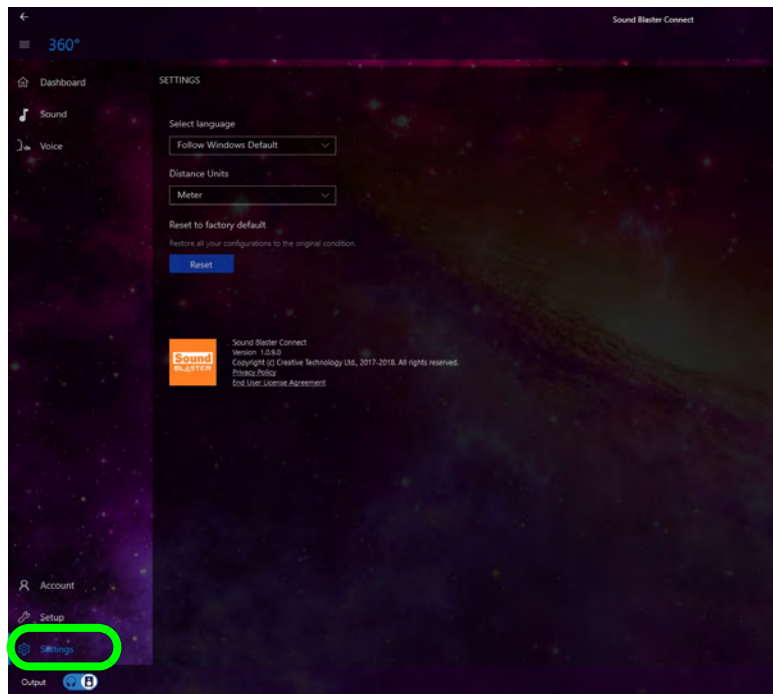 Sound Blaster Connect
360°
Dashboard
Sound
Voice
SETTINGS
Select language
Follow Windows Default
Distance Units
Meter
Reset to factory default
Restore all your configurations to the original condition.
Reset
Sound
BLASTER
Sound Blaster Connect
Version 1.0.9.0
Copyright (c) Creative Technology Ltd., 2017-2018. All rights reserved.
Privacy Policy
End User License Agreement
Account
Setup
Settings
Output